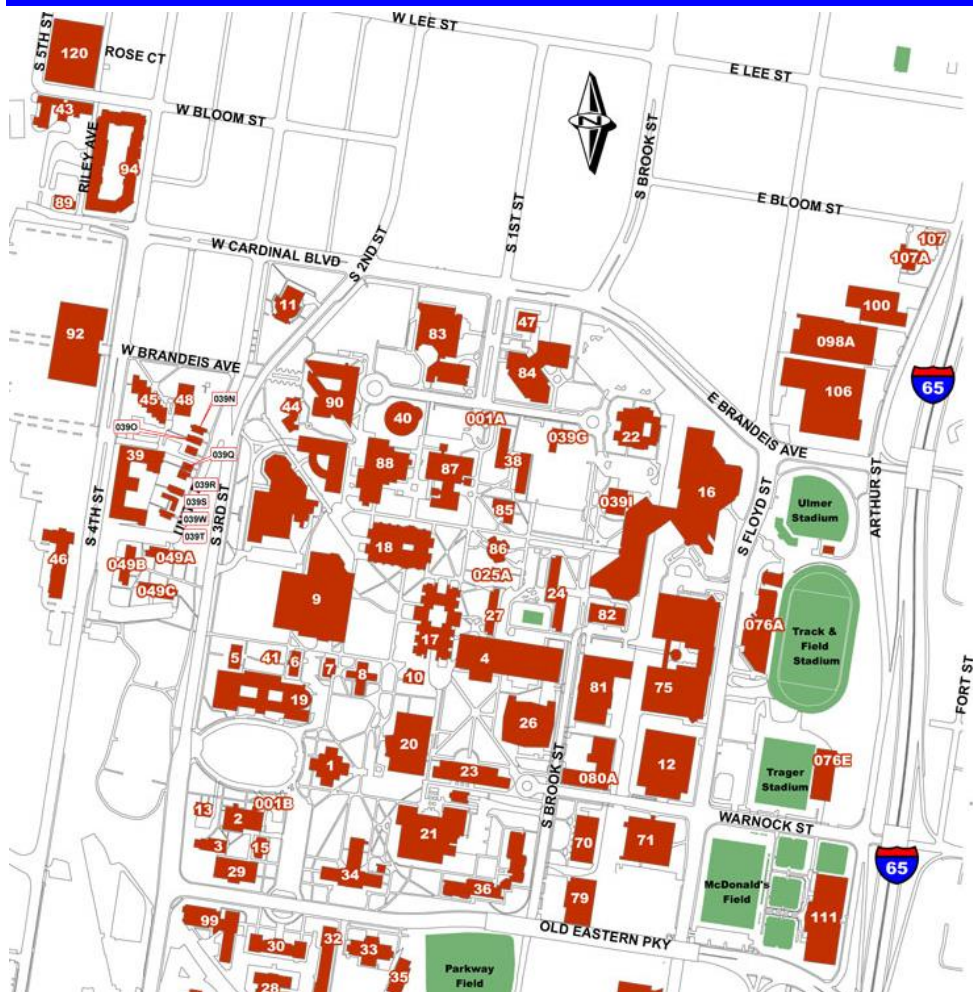 W LEE ST
S 5TH ST
120
ROSE CT
E LEE ST
43
W BLOOM ST
RILEY AVE
94
N
S BROOK ST
89
E BLOOM ST
S 1ST ST
S 2ND ST
W CARDINAL BLVD
107
107A
11
100
92
83
47
098A
W BRANDEIS AVE
84
106
65
45
48
039N
44
90
40
001A
E BRANDEIS AVE
039O
039G
22
039Q
39
88
87
38
16
039R
039S
039W
039T
S 3RD ST
S 4TH ST
85
039i
S FLOYD ST
Ulmer
Stadium
ARTHUR ST
46
049B
049A
049C
18
86
025A
24
9
27
82
17
076A
Track &
Field
Stadium
5
41
6
7
8
10
4
19
81
75
FORT ST
26
20
1
23
S BROOK ST
080A
12
Trager
Stadium
076E
13
001B
2
3
15
29
21
70
71
WARNOCK ST
65
34
36
79
McDonald's
Field
111
99
OLD EASTERN PKY
30
32
33
28
35
Parkway
Field